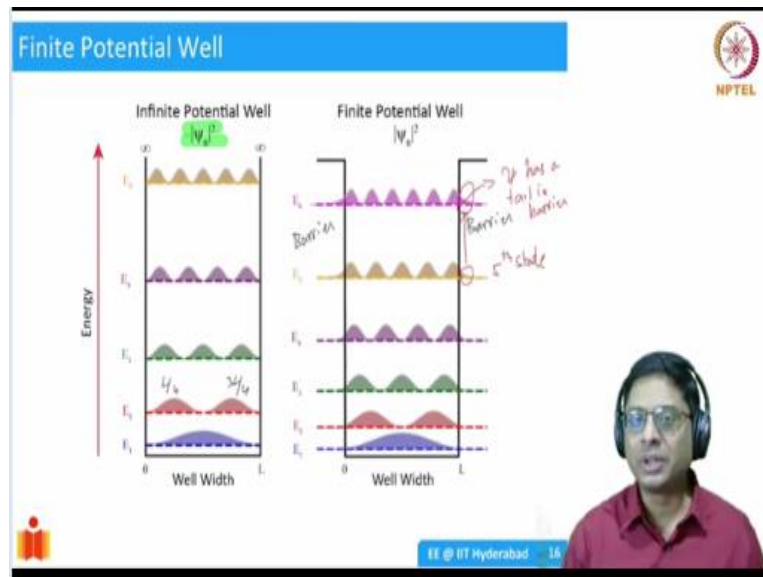 Finite Potential Well
NPTEL
Infinite Potential Well
|Ψₙ|²
∞ ∞
Finite Potential Well
|Ψₙ|²
Energy
E₅
E₄
E₃
E₂
E₁
L/4 3L/4
0 L
Well Width
Barrier
E₆
E₅
E₄
E₃
E₂
E₁
Barrier
ψ has a
tail in
barrier
5th state
0 L
Well Width
EE @ IIT Hyderabad 16